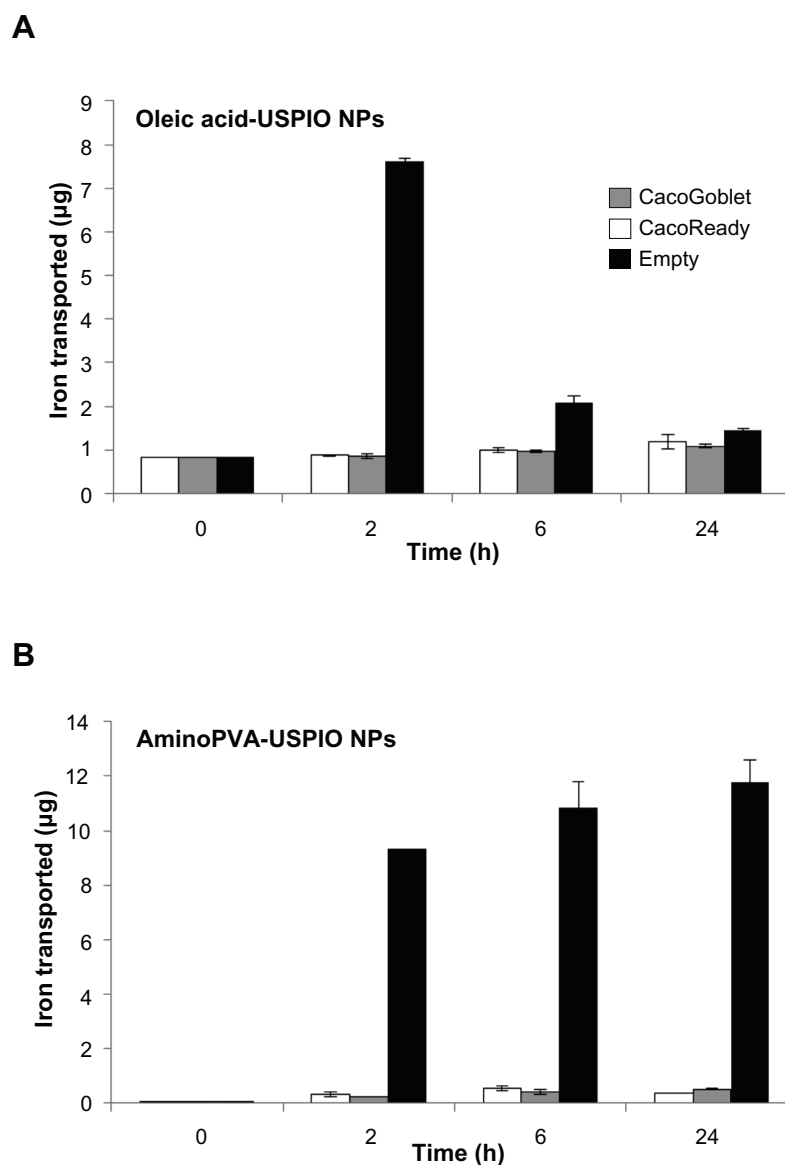 A
Oleic acid-USPIO NPs
Iron transported (µg)
9
8
7
6
5
4
3
2
1
0
CacoGoblet
CacoReady
Empty
0 2 6 24
Time (h)
B
AminoPVA-USPIO NPs
Iron transported (µg)
14
12
10
8
6
4
2
0
0 2 6 24
Time (h)